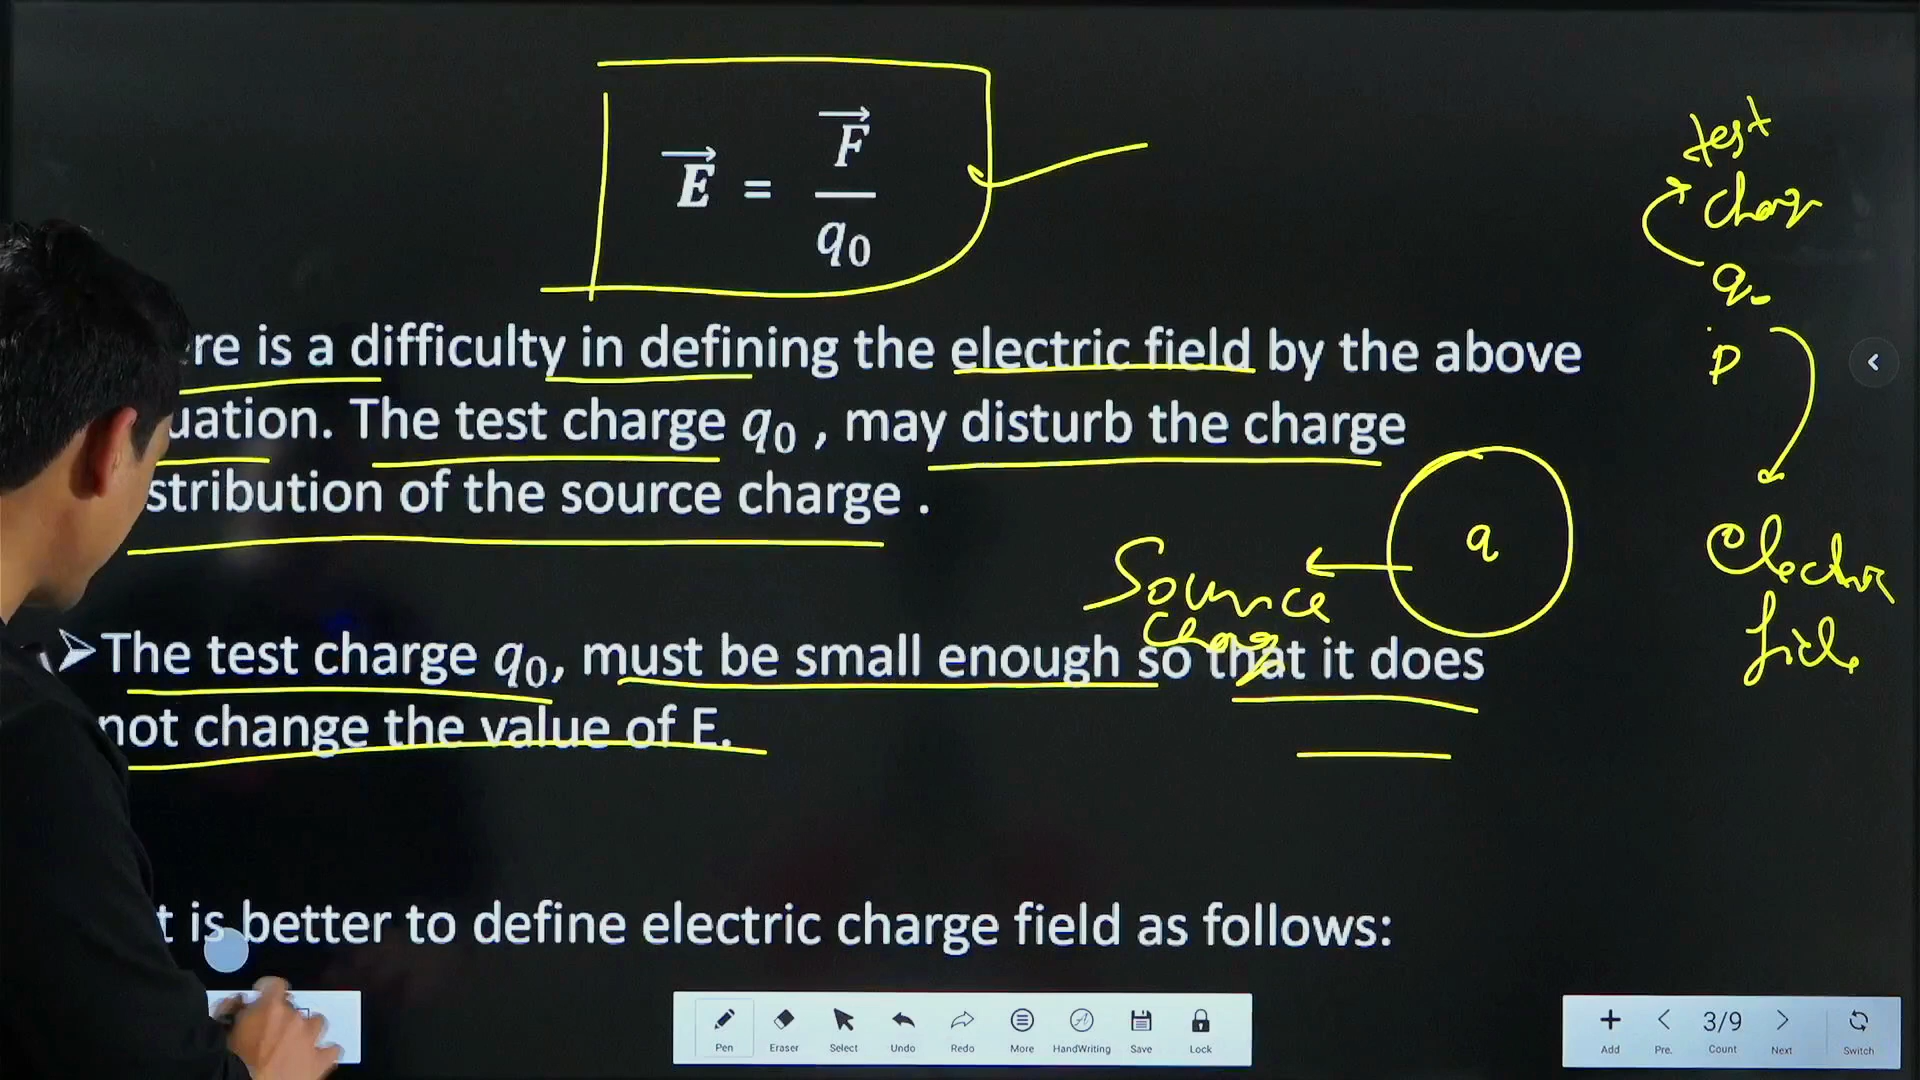 E = F
q0
re is a difficulty in defining the electric field by the above
uation. The test charge q0 , may disturb the charge
stribution of the source charge .
➢The test charge q0, must be small enough so that it does
not change the value of E.
t is better to define electric charge field as follows:
test
charge
q0
P
q
Source
charge
electric
field
Pen Eraser Select Undo Redo More HandWriting Save Lock
Add Pre. 3/9 Count Next Switch